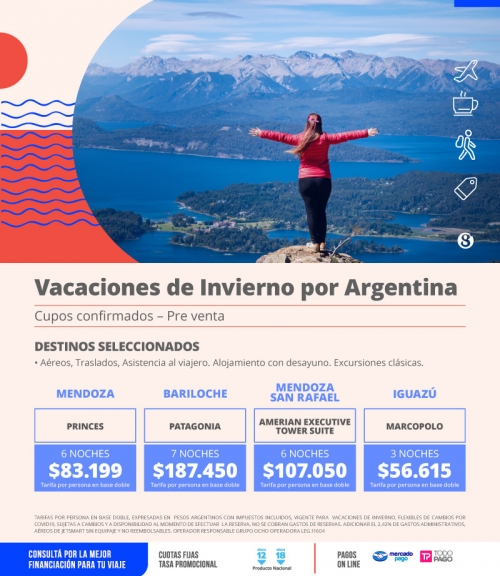 Vacaciones de Invierno por Argentina
Cupos confirmados – Pre venta
DESTINOS SELECCIONADOS
• Aéreos, Traslados, Asistencia al viajero. Alojamiento con desayuno. Excursiones clásicas.
MENDOZA
PRINCES
6 NOCHES
$83.199
Tarifa por persona en base doble
BARILOCHE
PATAGONIA
7 NOCHES
$187.450
Tarifa por persona en base doble
MENDOZA
SAN RAFAEL
AMERIAN EXECUTIVE
TOWER SUITE
6 NOCHES
$107.050
Tarifa por persona en base doble
IGUAZÚ
MARCOPOLO
3 NOCHES
$56.615
Tarifa por persona en base doble
TARIFAS POR PERSONA EN BASE DOBLE, EXPRESADAS EN PESOS ARGENTINOS CON IMPUESTOS INCLUIDOS, VIGENTE PARA VACACIONES DE INVIERNO, FLEXIBLES DE CAMBIOS POR
COVID19, SUJETAS A CAMBIOS Y A DISPONIBILIDAD AL MOMENTO DE EFECTUAR LA RESERVA. NO SE COBRAN GASTOS DE RESERVAS. ADICIONAR EL 2,42% DE GASTOS ADMINISTRATIVOS,
AÉREOS DE JETSMART SIN EQUIPAJE Y NO REEMBOLSABLES. OPERADOR RESPONSABLE GRUPO OCHO OPERADORA LEG.31604
CONSULTÁ POR LA MEJOR
FINANCIACIÓN PARA TU VIAJE
CUOTAS FIJAS
TASA PROMOCIONAL
ahora
12
ahora
18
Producto Nacional
PAGOS
ON LINE
mercado
pago
TP
TODO
PAGO